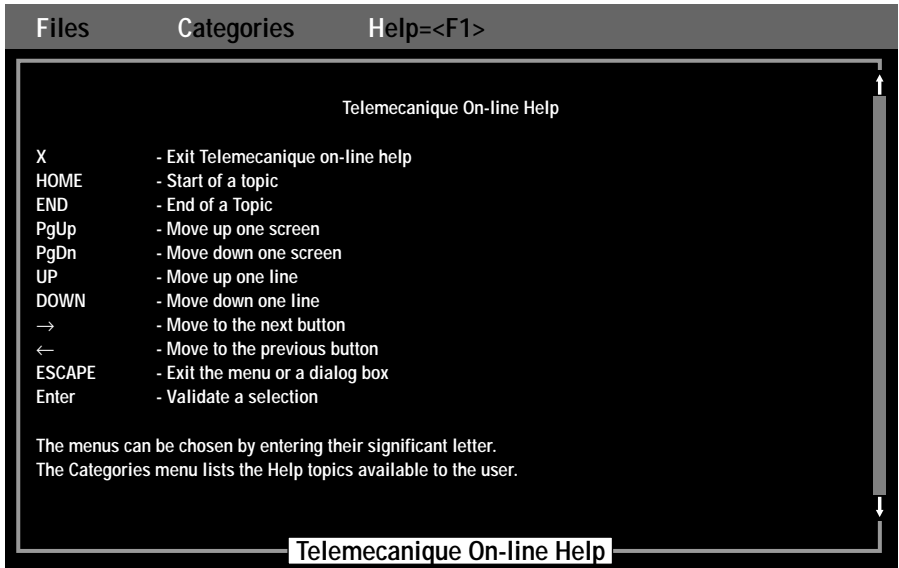 Files Categories Help=<F1>
Telemecanique On-line Help
X - Exit Telemecanique on-line help
HOME - Start of a topic
END - End of a Topic
PgUp - Move up one screen
PgDn - Move down one screen
UP - Move up one line
DOWN - Move down one line
→ - Move to the next button
← - Move to the previous button
ESCAPE - Exit the menu or a dialog box
Enter - Validate a selection
The menus can be chosen by entering their significant letter.
The Categories menu lists the Help topics available to the user.
Telemecanique On-line Help